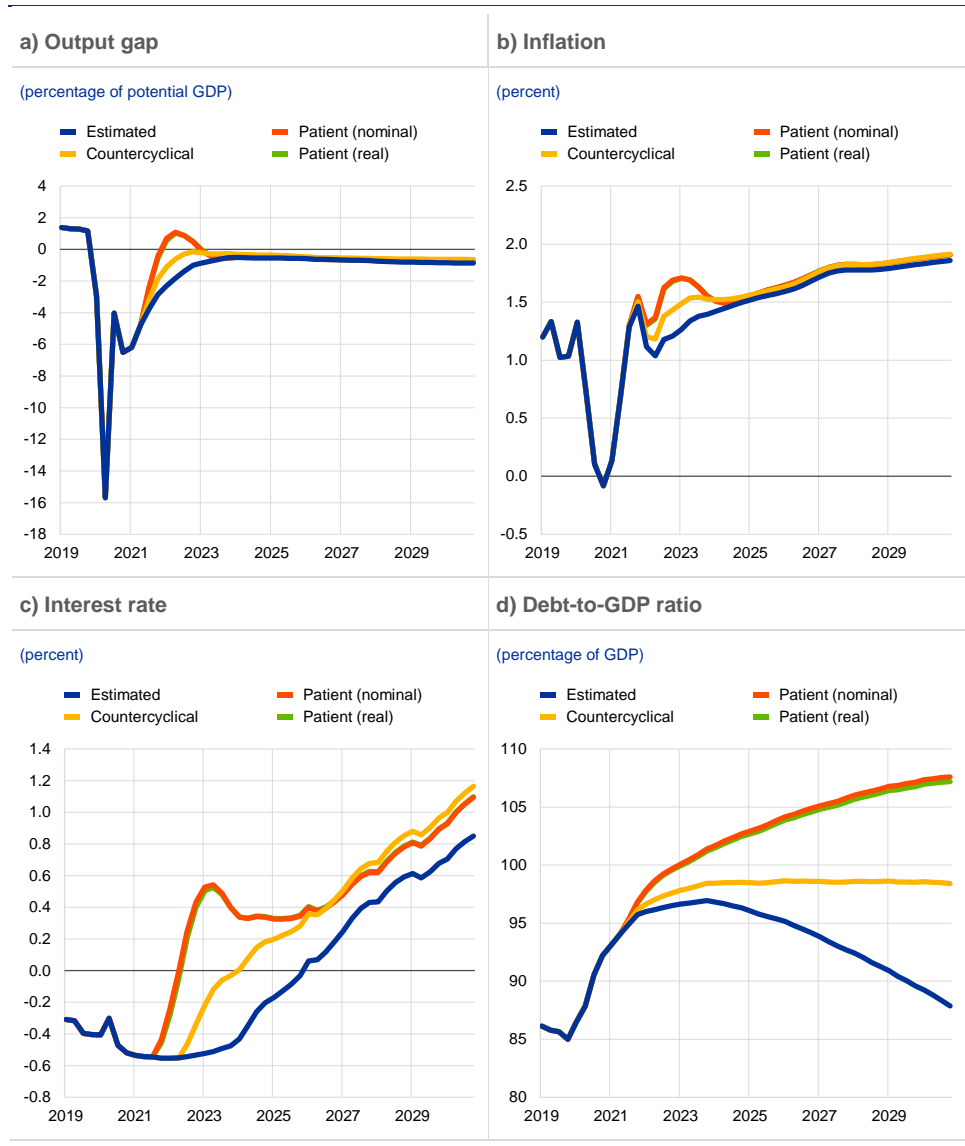 a) Output gap
(percentage of potential GDP)
Estimated Patient (nominal)
Countercyclical Patient (real)
4
2
0
-2
-4
-6
-8
-10
-12
-14
-16
-18
2019 2021 2023 2025 2027 2029
b) Inflation
(percent)
Estimated Patient (nominal)
Countercyclical Patient (real)
2.5
2.0
1.5
1.0
0.5
0.0
-0.5
2019 2021 2023 2025 2027 2029
c) Interest rate
(percent)
Estimated Patient (nominal)
Countercyclical Patient (real)
1.4
1.2
1.0
0.8
0.6
0.4
0.2
0.0
-0.2
-0.4
-0.6
-0.8
2019 2021 2023 2025 2027 2029
d) Debt-to-GDP ratio
(percentage of GDP)
Estimated Patient (nominal)
Countercyclical Patient (real)
110
105
100
95
90
85
80
2019 2021 2023 2025 2027 2029